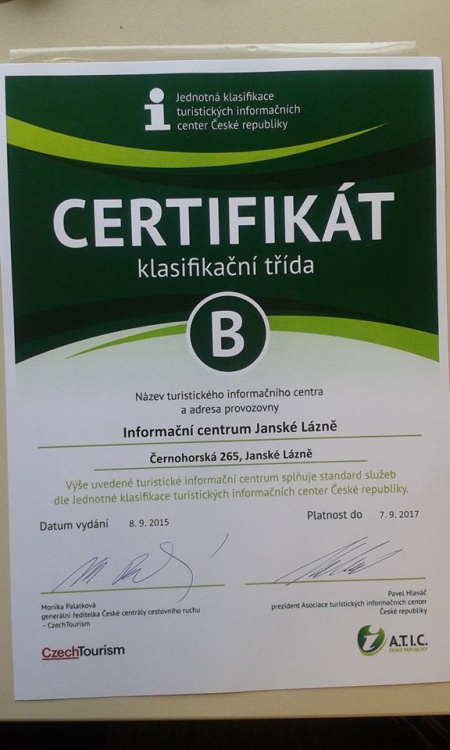 Jednotná klasifikace
turistických informačních
center České republiky
CERTIFIKÁT
klasifikační třída
B
Název turistického informačního centra
a adresa provozovny
Informační centrum Janské Lázně
Černohorská 265, Janské Lázně
Výše uvedené turistické informační centrum splňuje standard služeb
dle Jednotné klasifikace turistických informačních center České republiky.
Datum vydání 8. 9. 2015
Platnost do 7. 9. 2017
Monika Palatková
generální ředitelka České centrály cestovního ruchu
– CzechTourism
Pavel Hlaváč
prezident Asociace turistických informačních center
České republiky
CzechTourism
A.T.I.C.
ČESKÉ REPUBLIKY